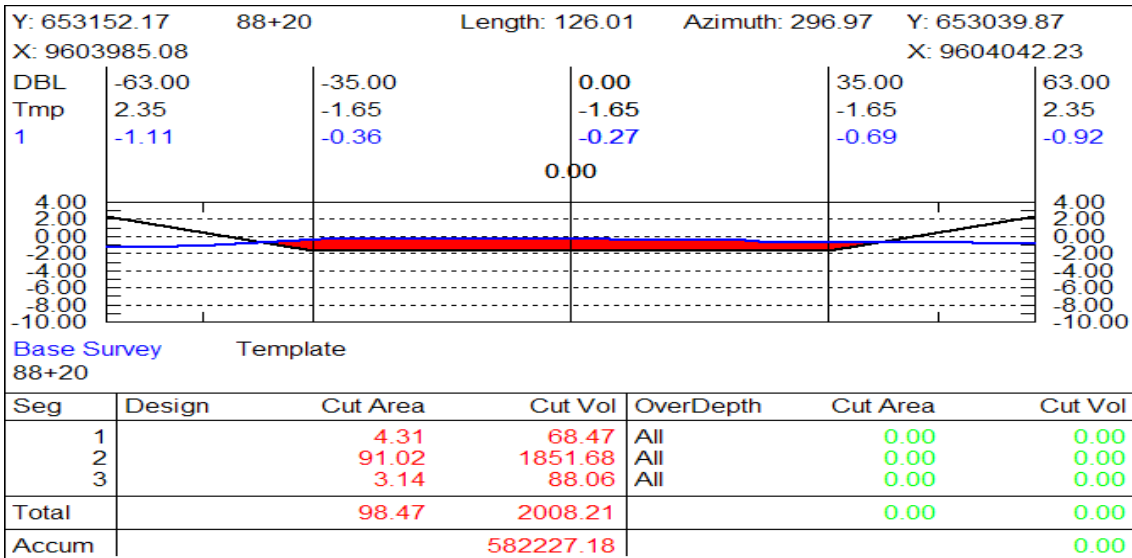 Y: 653152.17 88+20 Length: 126.01 Azimuth: 296.97 Y: 653039.87
X: 9603985.08 X: 9604042.23
DBL -63.00 -35.00 0.00 35.00 63.00
Tmp 2.35 -1.65 -1.65 -1.65 2.35
1 -1.11 -0.36 -0.27 -0.69 -0.92
0.00
4.00 4.00
2.00 2.00
0.00 0.00
-2.00 -2.00
-4.00 -4.00
-6.00 -6.00
-8.00 -8.00
-10.00 -10.00
Base Survey Template
88+20
Seg Design Cut Area Cut Vol OverDepth Cut Area Cut Vol
1 4.31 68.47 All 0.00 0.00
2 91.02 1851.68 All 0.00 0.00
3 3.14 88.06 All 0.00 0.00
Total 98.47 2008.21 0.00 0.00
Accum 582227.18 0.00